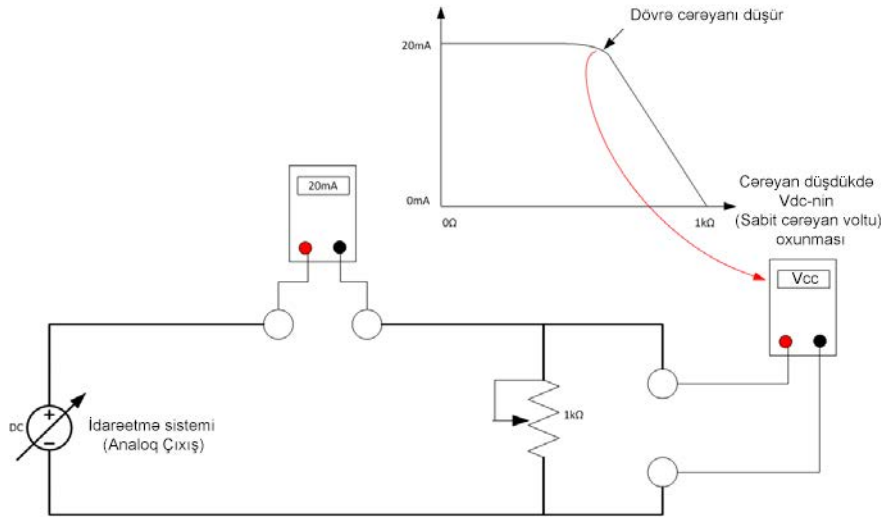 Dövrə cərəyanı düşür
20mA
0mA
0Ω
1kΩ
Cərəyan düşdükdə
Vdc-nin
(Sabit cərəyan voltu)
oxunması
20mA
Vcc
DC
+
−
İdarəetmə sistemi
(Analoq Çıxış)
1kΩ